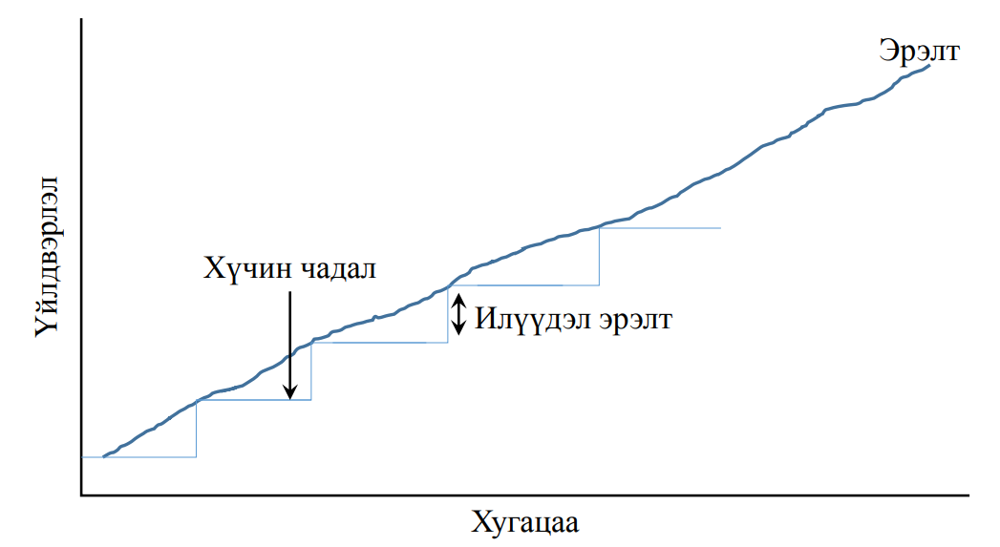 Эрэлт
Үйлдвэрлэл
Хүчин чадал
Илүүдэл эрэлт
Хугацаа